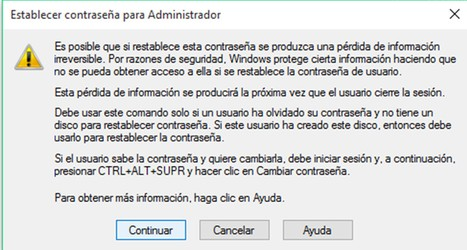 Establecer contraseña para Administrador
Es posible que si restablece esta contraseña se produzca una pérdida de información
irreversible. Por razones de seguridad, Windows protege cierta información haciendo que
no se pueda obtener acceso a ella si se restablece la contraseña de usuario.
Esta pérdida de información se producirá la próxima vez que el usuario cierre la sesión.
Debe usar este comando solo si un usuario ha olvidado su contraseña y no tiene un
disco para restablecer contraseña. Si este usuario ha creado este disco, entonces debe
usarlo para restablecer la contraseña.
Si el usuario sabe la contraseña y quiere cambiarla, debe iniciar sesión y, a continuación,
presionar CTRL+ALT+SUPR y hacer clic en Cambiar contraseña.
Para obtener más información, haga clic en Ayuda.
Continuar Cancelar Ayuda